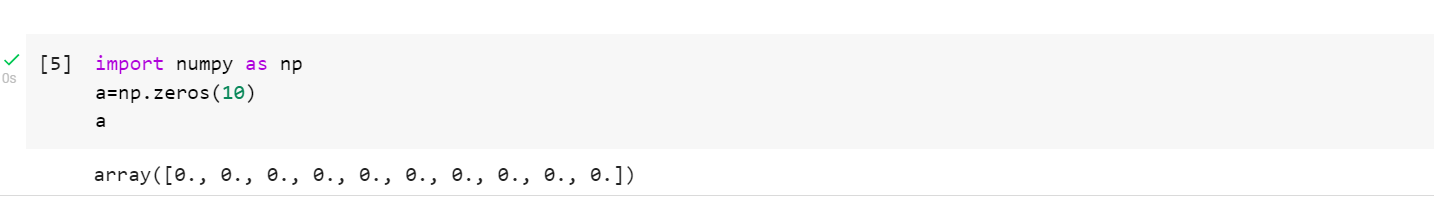 [5] import numpy as np
0s
a=np.zeros(10)
a
array([0., 0., 0., 0., 0., 0., 0., 0., 0., 0.])